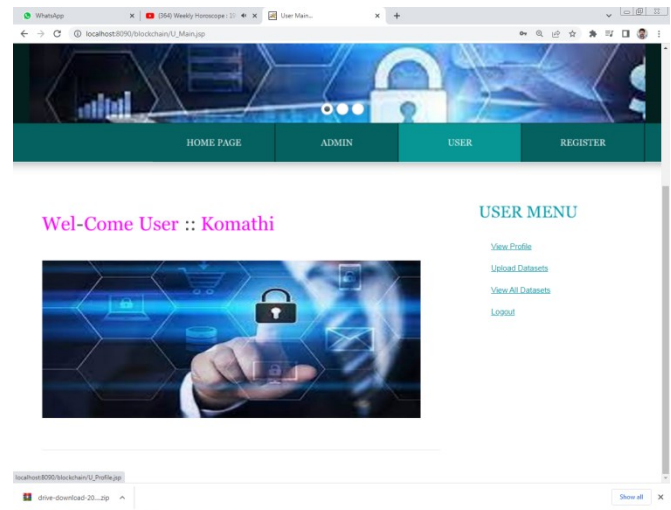 WhatsApp
(364) Weekly Horoscope : 
User Main...
localhost:8090/blockchain/U_Main.jsp
HOME PAGE
ADMIN
USER
REGISTER
Wel-Come User :: Komathi
USER MENU
View Profile
Upload Datasets
View All Datasets
Logout
localhost:8090/blockchain/U_Profile.jsp
drive-download-20....zip
Show all